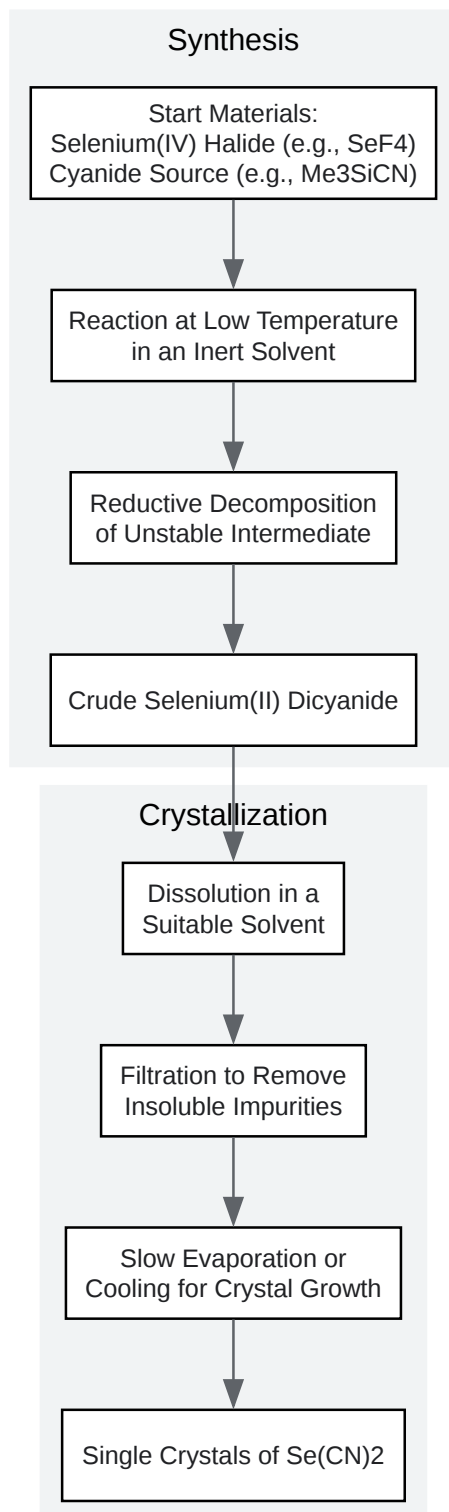 Synthesis
Start Materials:
Selenium(IV) Halide (e.g., SeF4)
Cyanide Source (e.g., Me3SiCN)
Reaction at Low Temperature
in an Inert Solvent
Reductive Decomposition
of Unstable Intermediate
Crude Selenium(II) Dicyanide
Crystallization
Dissolution in a
Suitable Solvent
Filtration to Remove
Insoluble Impurities
Slow Evaporation or
Cooling for Crystal Growth
Single Crystals of Se(CN)2